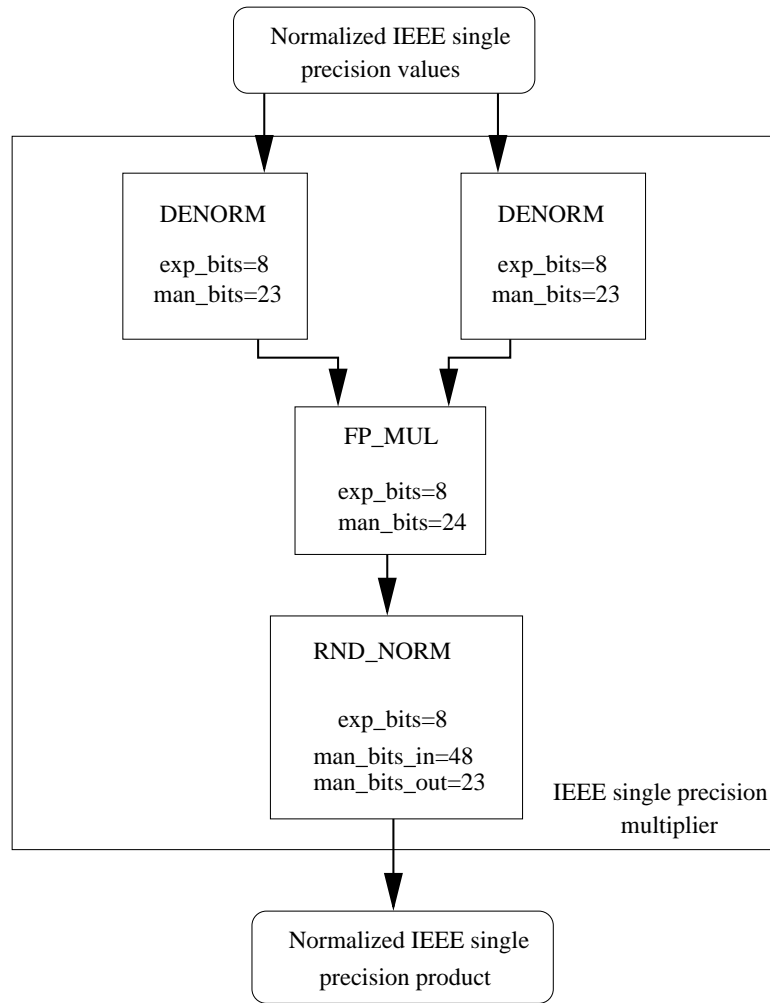 Normalized IEEE single
precision values
DENORM
exp_bits=8
man_bits=23
DENORM
exp_bits=8
man_bits=23
FP_MUL
exp_bits=8
man_bits=24
RND_NORM
exp_bits=8
man_bits_in=48
man_bits_out=23
IEEE single precision
multiplier
Normalized IEEE single
precision product